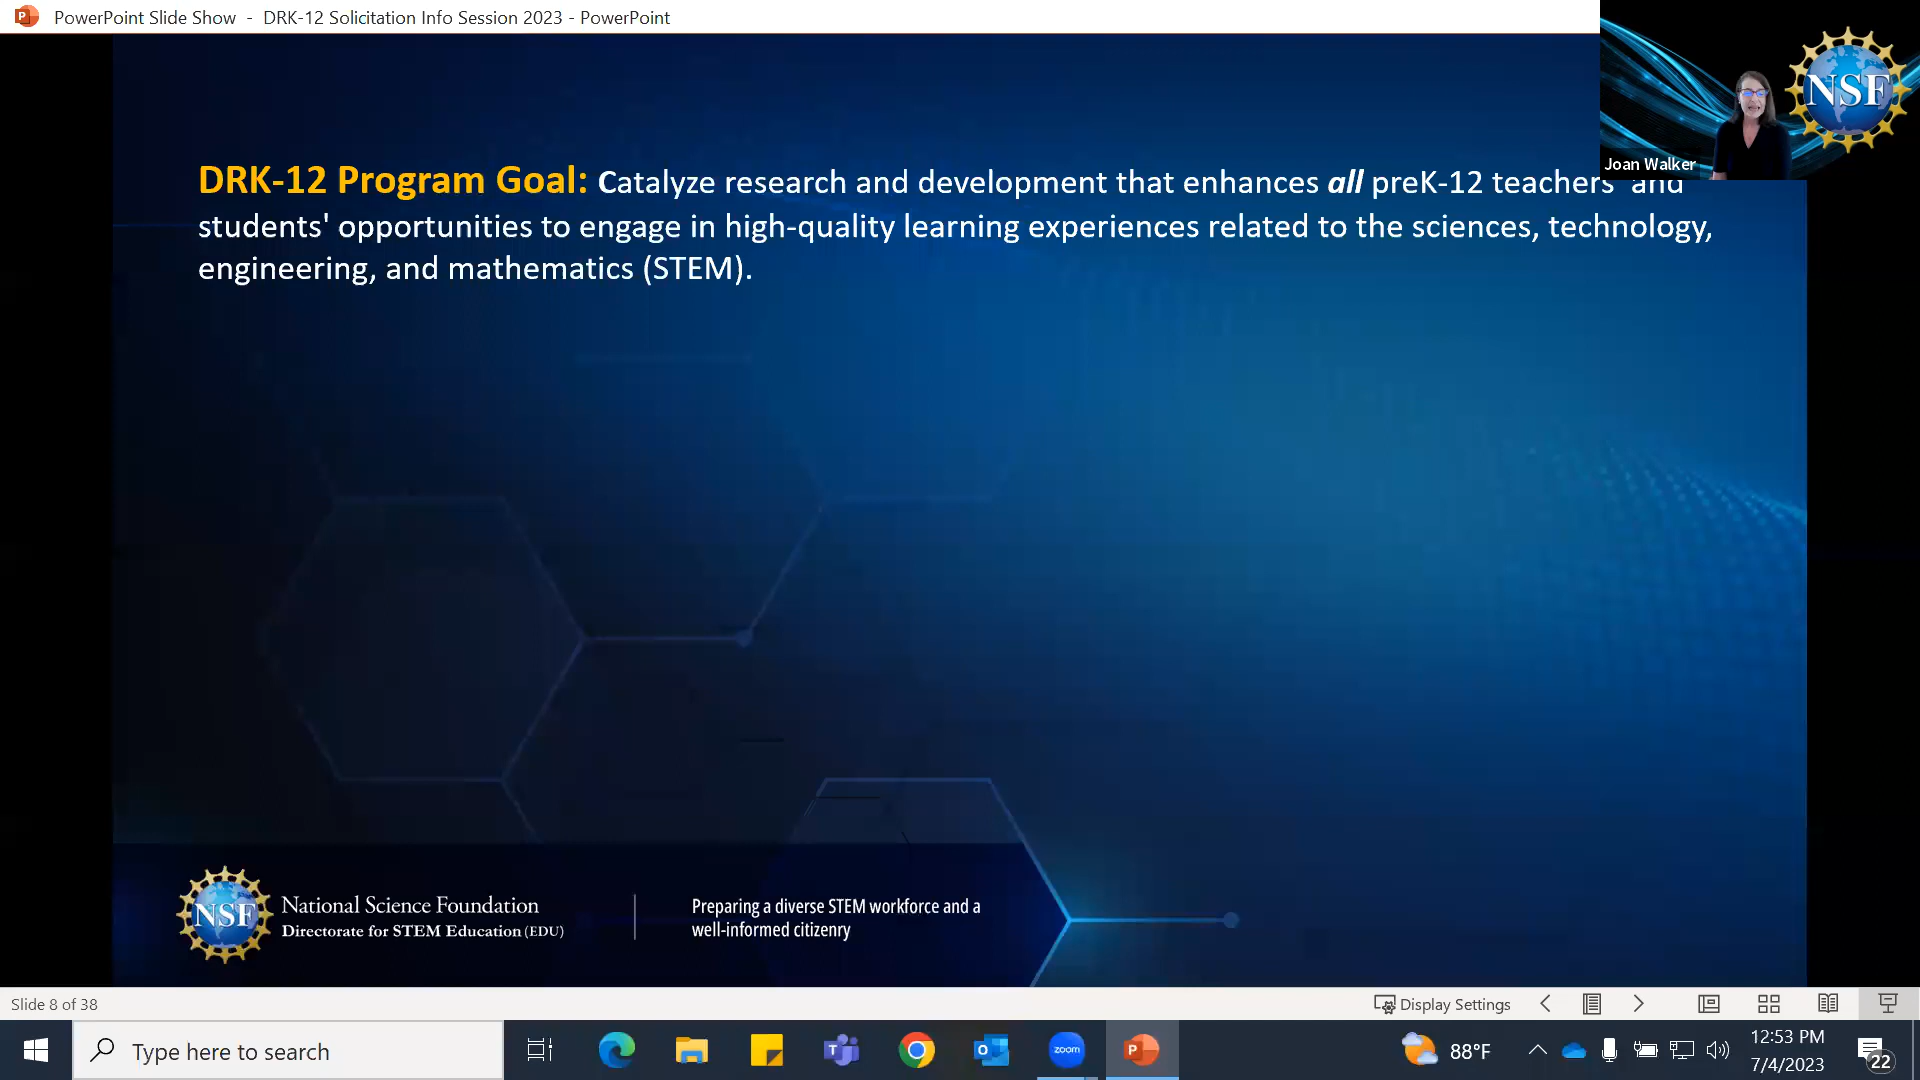 PowerPoint Slide Show - DRK-12 Solicitation Info Session 2023 - PowerPoint
NSF
Joan Walker
DRK-12 Program Goal: Catalyze research and development that enhances all preK-12 teachers' and
students' opportunities to engage in high-quality learning experiences related to the sciences, technology,
engineering, and mathematics (STEM).
NSF
National Science Foundation
Directorate for STEM Education (EDU)
Preparing a diverse STEM workforce and a
well-informed citizenry
Slide 8 of 38
Display Settings
Type here to search
zoom
88°F
12:53 PM
7/4/2023
22